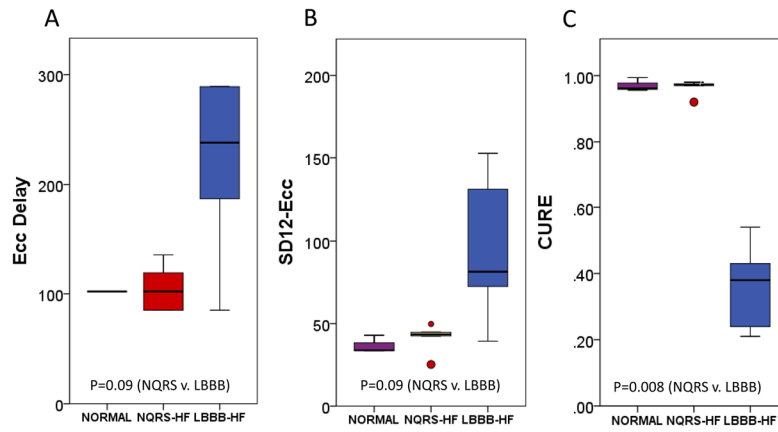 A
Ecc Delay
300
200
100
0
P=0.09 (NQRS v. LBBB)
NORMAL NQRS-HF LBBB-HF
B
SD12-Ecc
200
150
100
50
0
P=0.09 (NQRS v. LBBB)
NORMAL NQRS-HF LBBB-HF
C
CURE
1.00
.80
.60
.40
.20
.00
P=0.008 (NQRS v. LBBB)
NORMAL NQRS-HF LBBB-HF